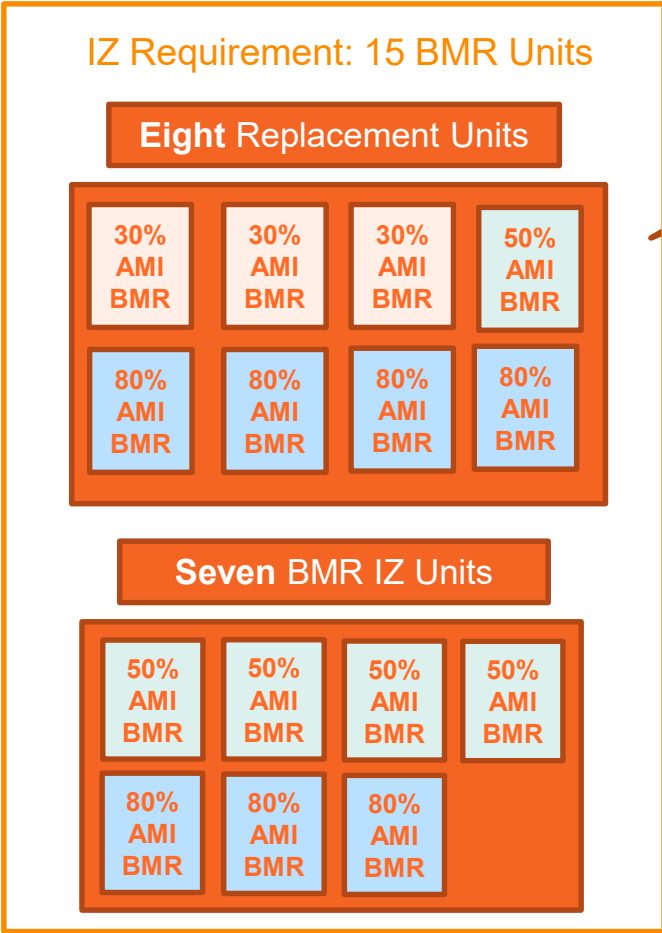 IZ Requirement: 15 BMR Units
Eight Replacement Units
30%
AMI
BMR
30%
AMI
BMR
30%
AMI
BMR
50%
AMI
BMR
80%
AMI
BMR
80%
AMI
BMR
80%
AMI
BMR
80%
AMI
BMR
Seven BMR IZ Units
50%
AMI
BMR
50%
AMI
BMR
50%
AMI
BMR
50%
AMI
BMR
80%
AMI
BMR
80%
AMI
BMR
80%
AMI
BMR